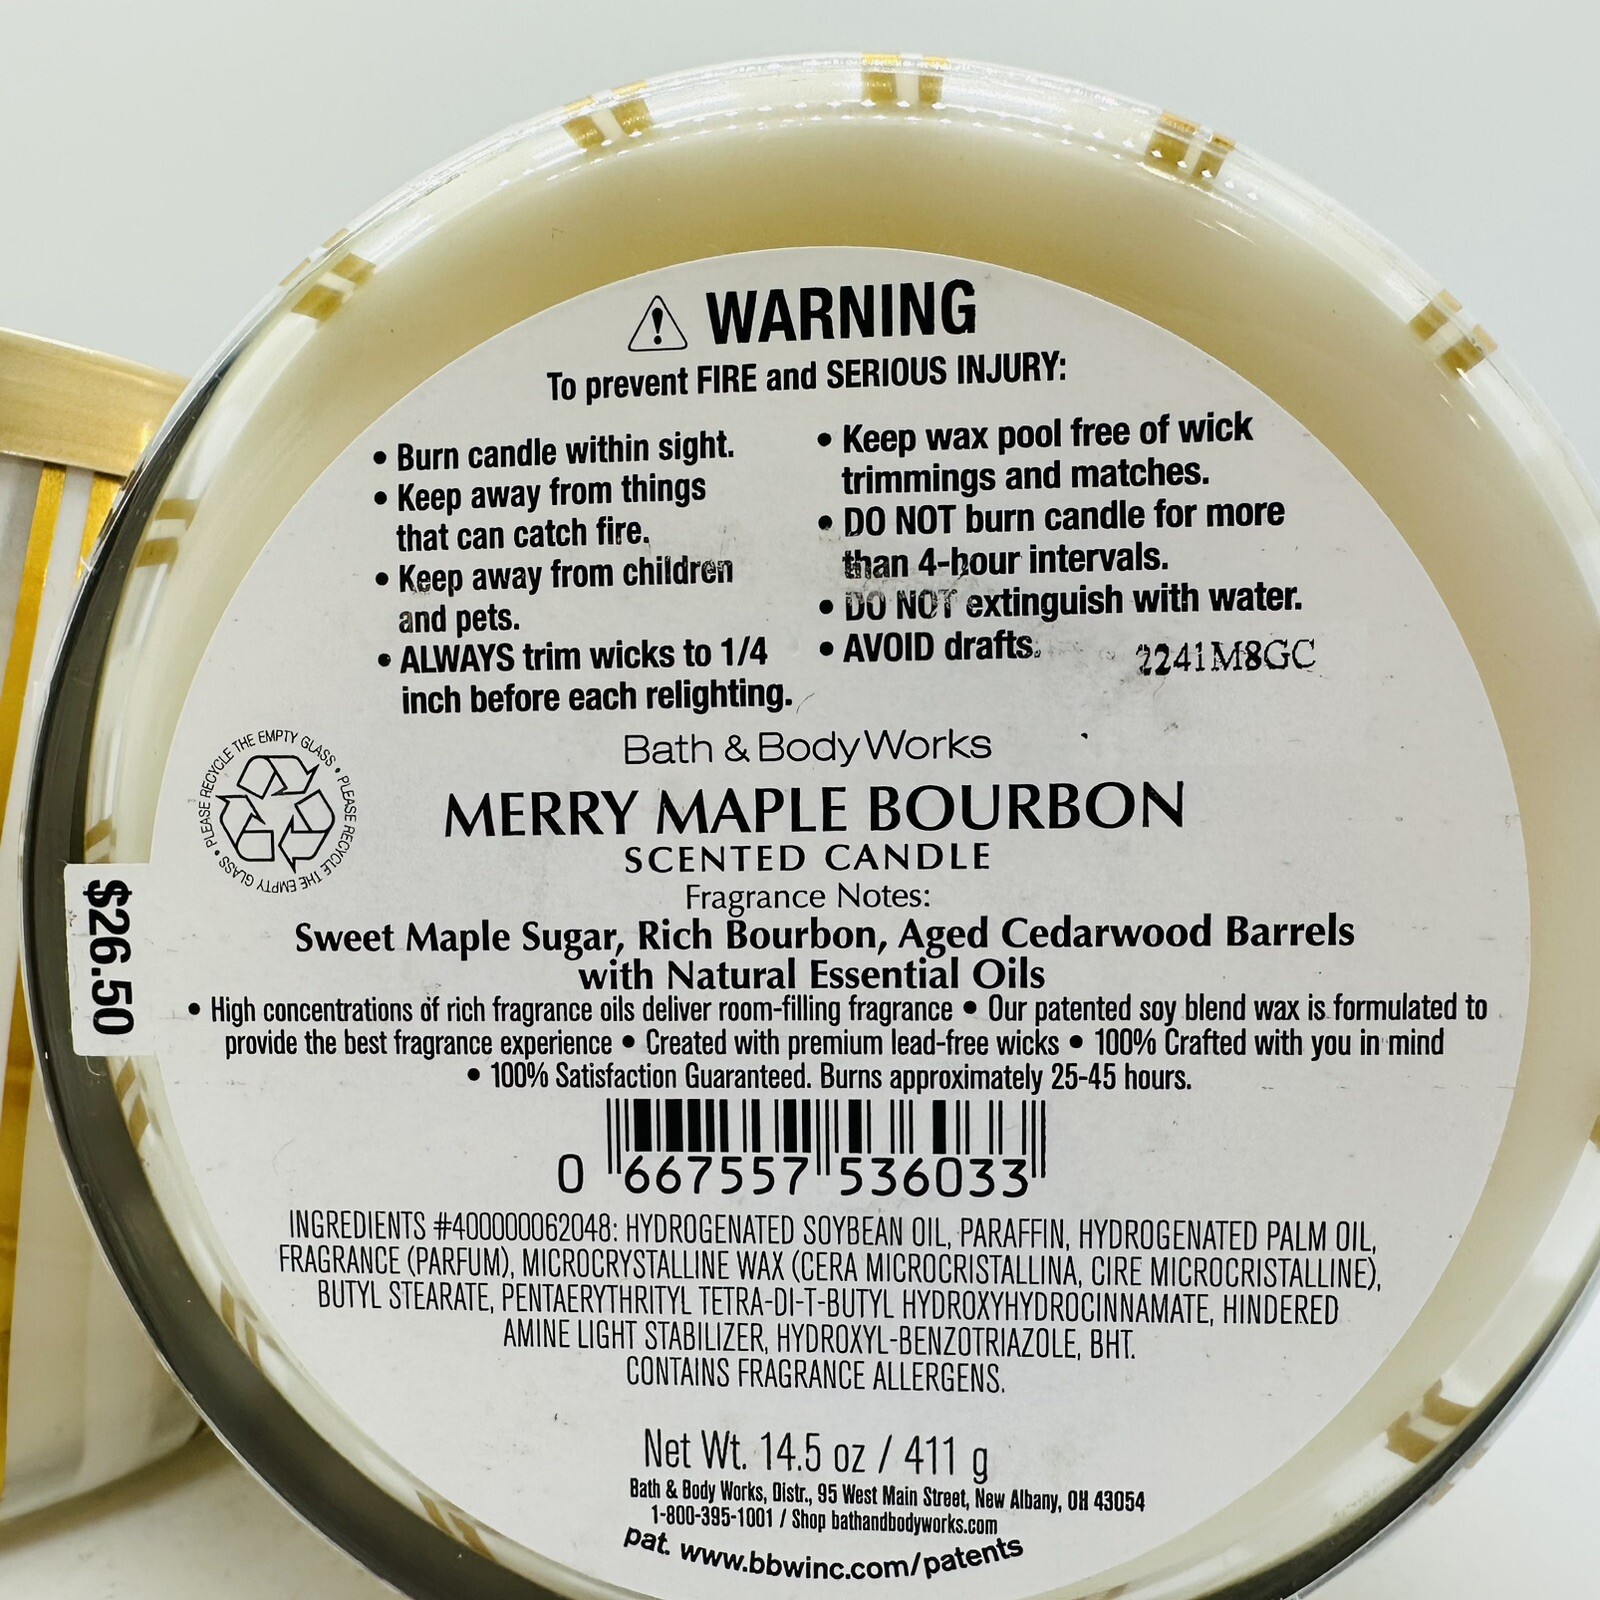 WARNING
To prevent FIRE and SERIOUS INJURY:
• Burn candle within sight.
• Keep away from things
that can catch fire.
• Keep away from children
and pets.
• ALWAYS trim wicks to 1/4
inch before each relighting.
• Keep wax pool free of wick
trimmings and matches.
• DO NOT burn candle for more
than 4-hour intervals.
• DO NOT extinguish with water.
• AVOID drafts.
2241M8GC
PLEASE RECYCLE THE EMPTY GLASS • PLEASE RECYCLE THE EMPTY GLASS •
Bath & Body Works
MERRY MAPLE BOURBON
SCENTED CANDLE
Fragrance Notes:
Sweet Maple Sugar, Rich Bourbon, Aged Cedarwood Barrels
with Natural Essential Oils
• High concentrations of rich fragrance oils deliver room-filling fragrance • Our patented soy blend wax is formulated to
provide the best fragrance experience • Created with premium lead-free wicks • 100% Crafted with you in mind
• 100% Satisfaction Guaranteed. Burns approximately 25-45 hours.
$26.50
0 667557 536033
INGREDIENTS #400000062048: HYDROGENATED SOYBEAN OIL, PARAFFIN, HYDROGENATED PALM OIL,
FRAGRANCE (PARFUM), MICROCRYSTALLINE WAX (CERA MICROCRISTALLINA, CIRE MICROCRISTALLINE),
BUTYL STEARATE, PENTAERYTHRITYL TETRA-DI-T-BUTYL HYDROXYHYDROCINNAMATE, HINDERED
AMINE LIGHT STABILIZER, HYDROXYL-BENZOTRIAZOLE, BHT.
CONTAINS FRAGRANCE ALLERGENS.
Net Wt. 14.5 oz / 411 g
Bath & Body Works, Distr., 95 West Main Street, New Albany, OH 43054
1-800-395-1001 / Shop bathandbodyworks.com
pat. www.bbwinc.com/patents